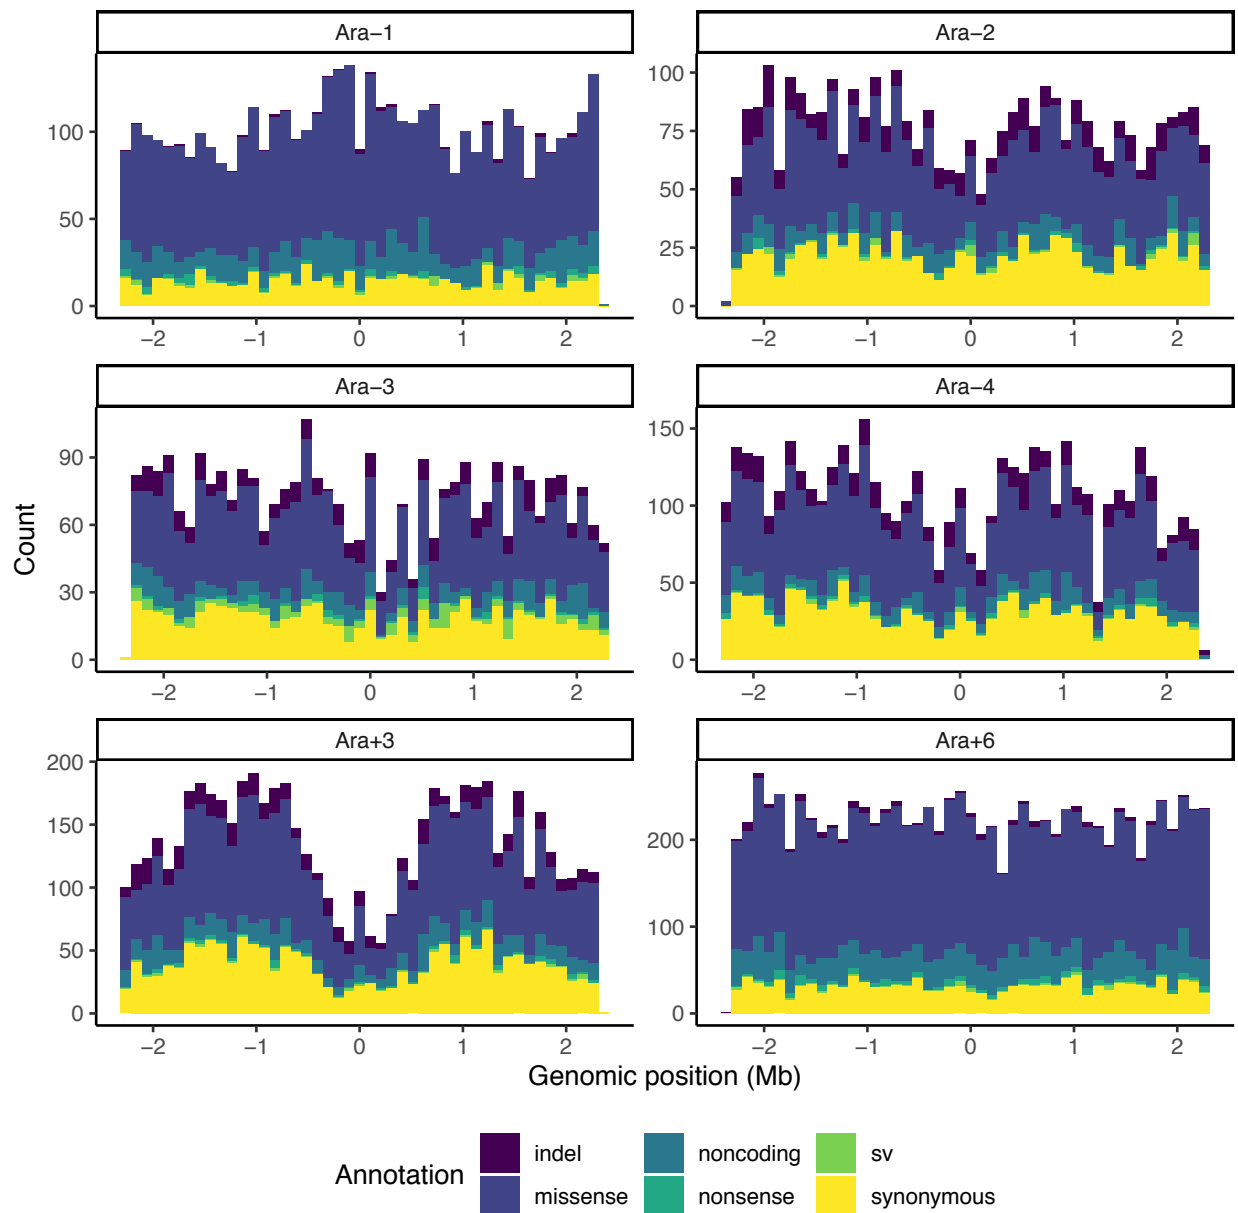 Ara−1
Ara−2
100
50
0
−2 −1 0 1 2
100
75
50
25
0
−2 −1 0 1 2
Ara−3
Ara−4
90
60
30
0
−2 −1 0 1 2
150
100
50
0
−2 −1 0 1 2
Count
Ara+3
Ara+6
200
150
100
50
0
−2 −1 0 1 2
200
100
0
−2 −1 0 1 2
Genomic position (Mb)
Annotation
indel noncoding sv
missense nonsense synonymous